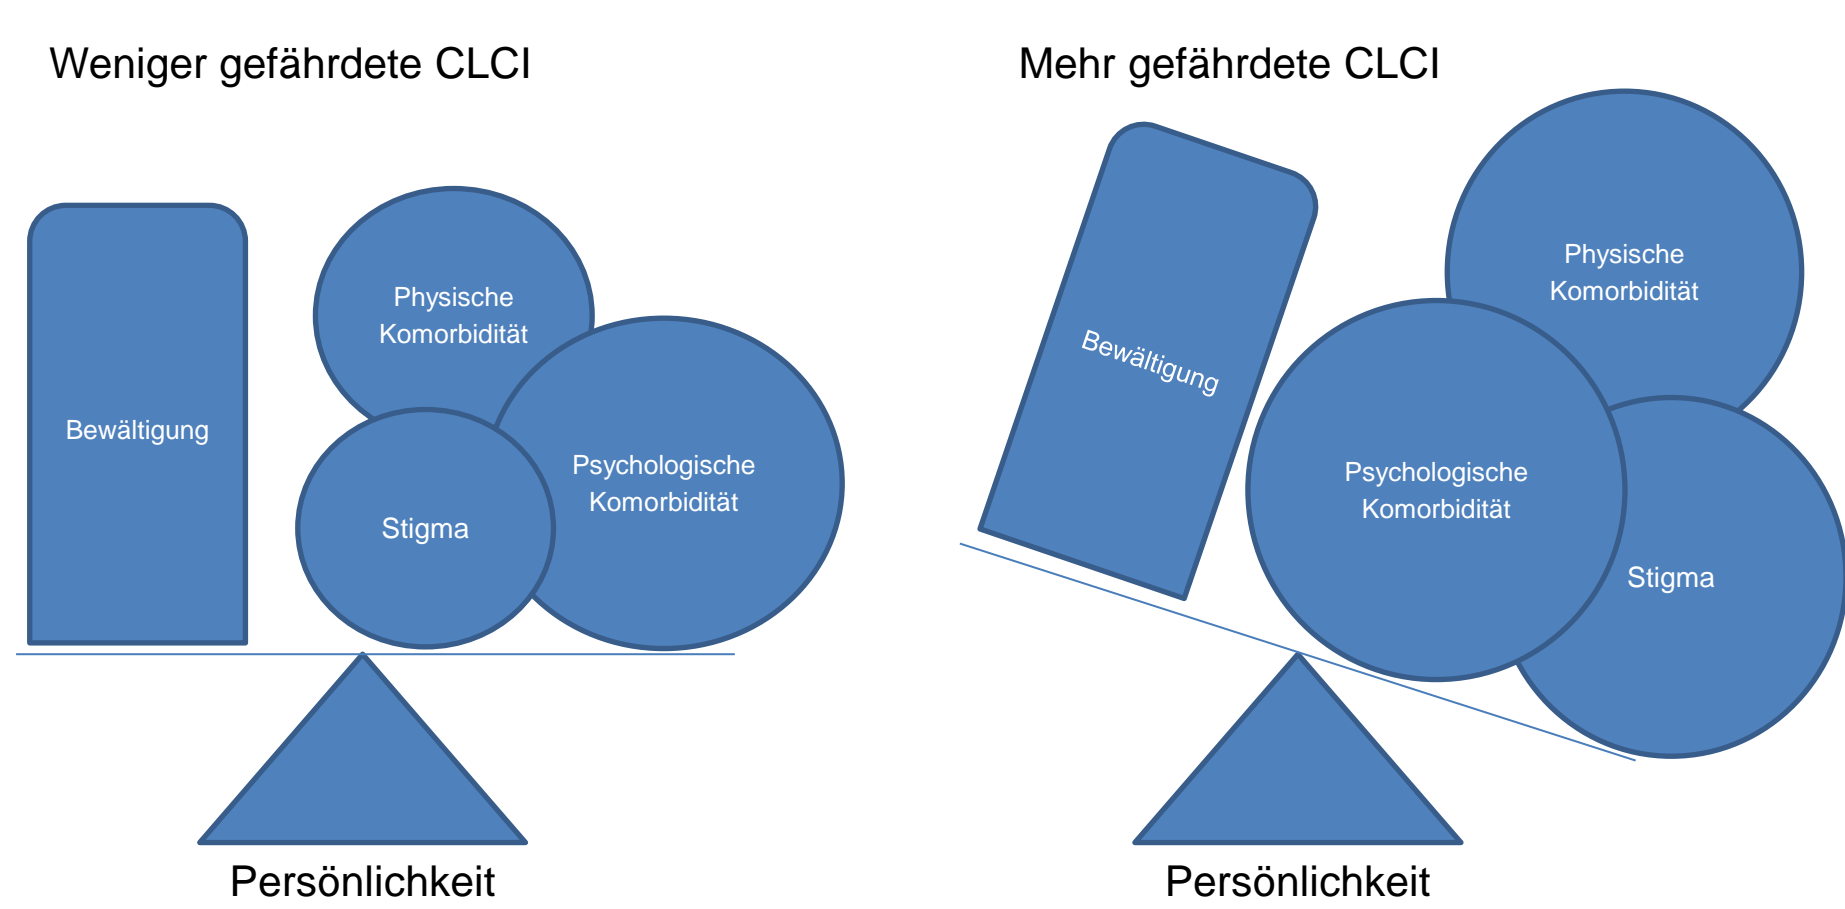 Weniger gefährdete CLCI
Physische
Komorbidität
Bewältigung
Psychologische
Komorbidität
Stigma
Persönlichkeit
Mehr gefährdete CLCI
Physische
Komorbidität
Bewältigung
Psychologische
Komorbidität
Stigma
Persönlichkeit